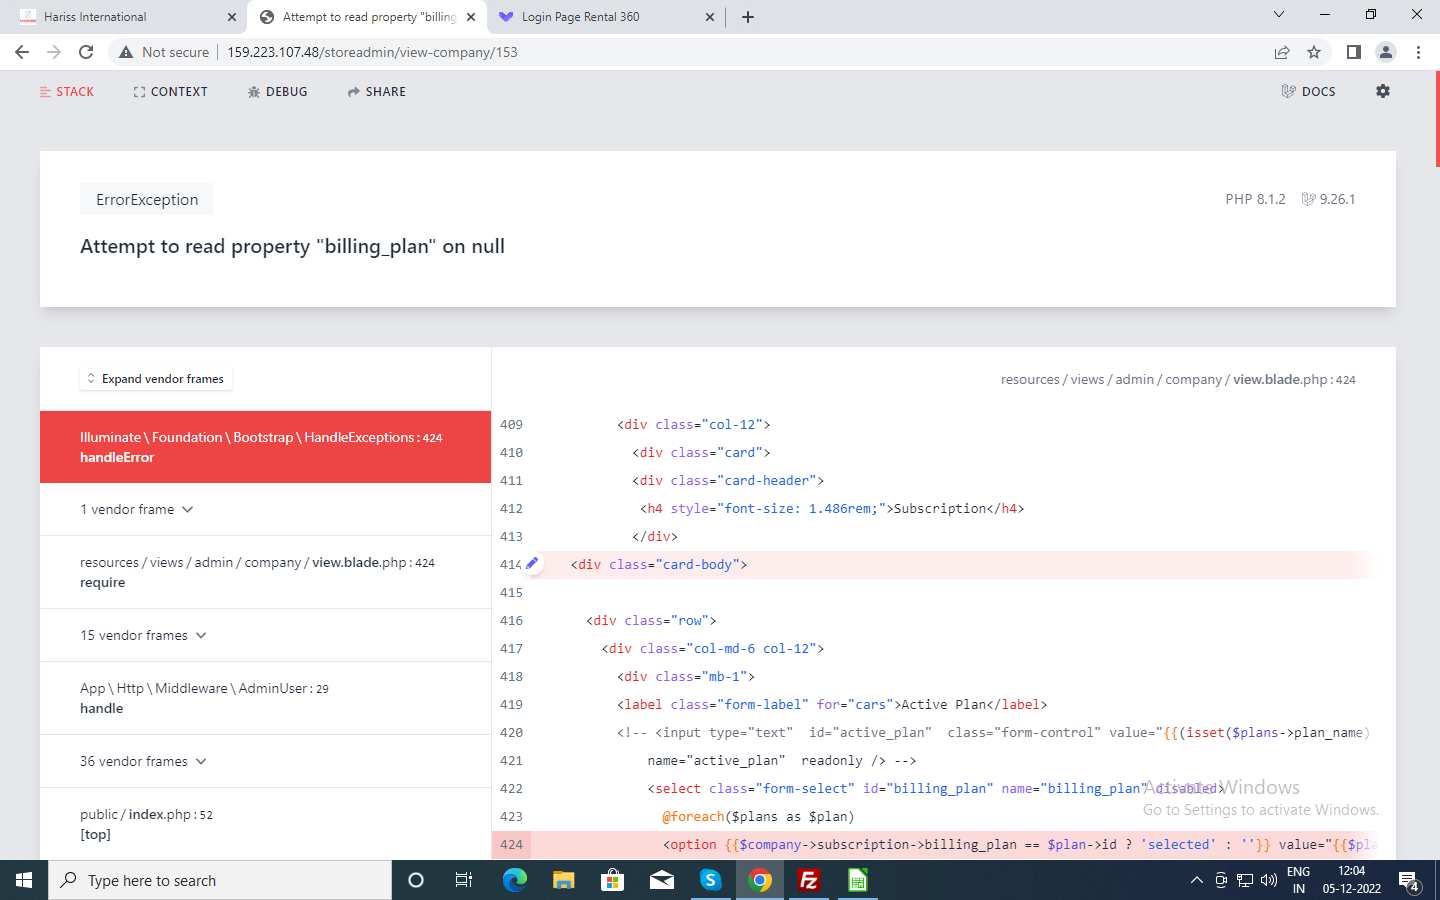 Hariss International
Attempt to read property "billing
Login Page Rental 360
Not secure
159.223.107.48/storeadmin/view-company/153
STACK
CONTEXT
DEBUG
SHARE
DOCS
ErrorException
PHP 8.1.2
9.26.1
Attempt to read property "billing_plan" on null
Expand vendor frames
Illuminate \ Foundation \ Bootstrap \ HandleExceptions : 424
handleError
1 vendor frame
resources / views / admin / company / view.blade.php : 424
require
15 vendor frames
App \ Http \ Middleware \ AdminUser : 29
handle
36 vendor frames
public / index.php : 52
[top]
resources / views / admin / company / view.blade.php : 424
409 <div class="col-12">
410 <div class="card">
411 <div class="card-header">
412 <h4 style="font-size: 1.486rem;">Subscription</h4>
413 </div>
414 <div class="card-body">
415
416 <div class="row">
417 <div class="col-md-6 col-12">
418 <div class="mb-1">
419 <label class="form-label" for="cars">Active Plan</label>
420 <!-- <input type="text"  id="active_plan"  class="form-control" value="{{(isset($plans->plan_name)
421 name="active_plan"  readonly /> -->
422 <select class="form-select" id="billing_plan" name="billing_plan" disabled>
423 @foreach($plans as $plan)
424 <option {{$company->subscription->billing_plan == $plan->id ? 'selected' : ''}} value="{{$pla
Activate Windows
Go to Settings to activate Windows.
Type here to search
ENG
IN
12:04
05-12-2022
4